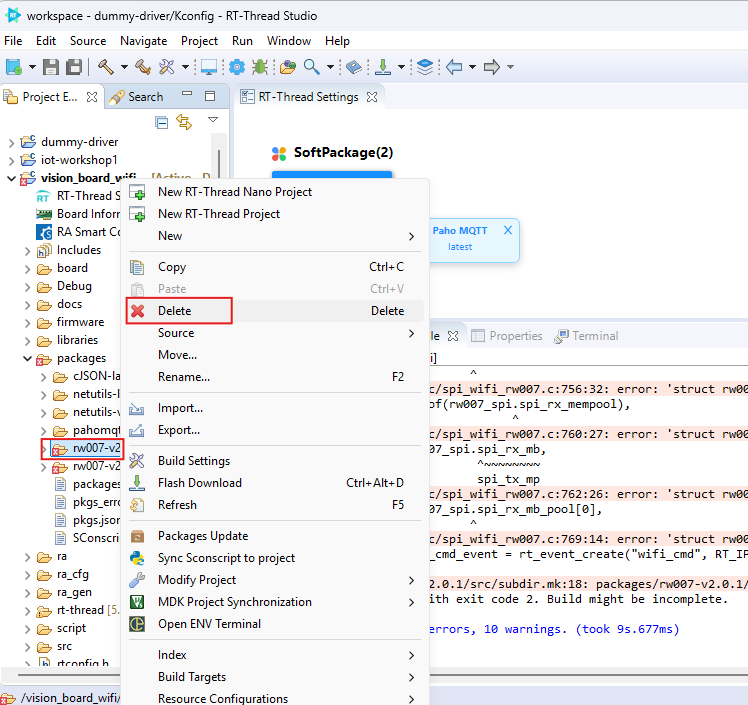 workspace - dummy-driver/Kconfig - RT-Thread Studio
File Edit Source Navigate Project Run Window Help
Project E...
Search
RT-Thread Settings
dummy-driver
iot-workshop1
vision_board_wifi [Active - D
RT-Thread S
Board Inforr
RA Smart Co
Includes
board
Debug
docs
firmware
libraries
packages
cJSON-la
netutils-l
netutils-v
pahomqt
rw007-v2
rw007-v2
packages
pkgs_erro
pkgs.jsor
SConscri
ra
ra_cfg
ra_gen
rt-thread [5.
script
src
rtconfig.h
/vision_board_wifi/
SoftPackage(2)
Paho MQTT X
latest
New RT-Thread Nano Project
New RT-Thread Project
New
Copy Ctrl+C
Paste Ctrl+V
Delete Delete
Source
Move...
Rename... F2
Import...
Export...
Build Settings
Flash Download Ctrl+Alt+D
Refresh F5
Packages Update
Sync Sconscript to project
Modify Project
MDK Project Synchronization
Open ENV Terminal
Index
Build Targets
Resource Configurations
le
Properties
Terminal
i]
^
c/spi_wifi_rw007.c:756:32: error: 'struct rw00
of(rw007_spi.spi_rx_mempool),
^
c/spi_wifi_rw007.c:760:27: error: 'struct rw00
07_spi.spi_rx_mb,
^~~~~~~~~
spi_tx_mp
c/spi_wifi_rw007.c:762:26: error: 'struct rw00
07_spi.spi_rx_mb_pool[0],
^
c/spi_wifi_rw007.c:769:14: error: 'struct rw00
_cmd_event = rt_event_create("wifi_cmd", RT_IP
2.0.1/src/subdir.mk:18: packages/rw007-v2.0.1/
with exit code 2. Build might be incomplete.
errors, 10 warnings. (took 9s.677ms)